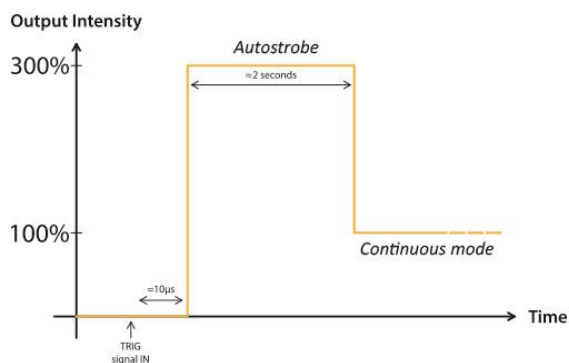 Output Intensity
Autostrobe
300%
≈2 seconds
100%
Continuous mode
≈10µs
Time
TRIG
signal IN